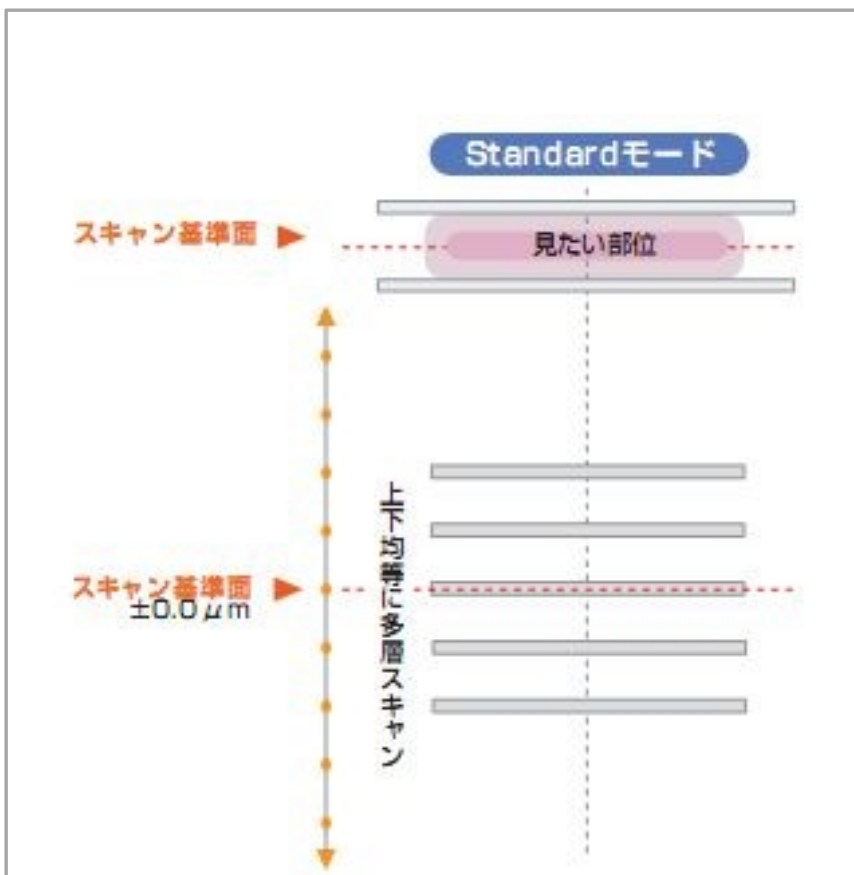 Standardモード
スキャン基準面
見たい部位
上下均等に多層スキャン
スキャン基準面
±0.0μm